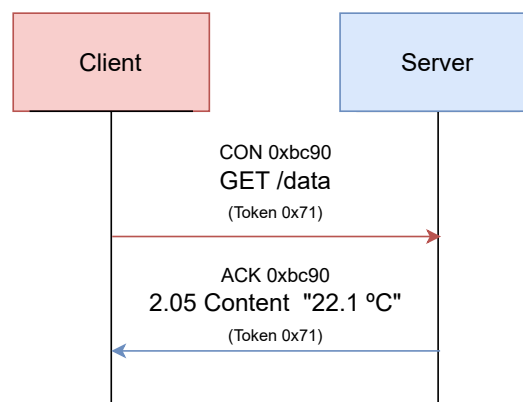 Client
Server
CON 0xbc90
GET /data
(Token 0x71)
ACK 0xbc90
2.05 Content  "22.1 ºC"
(Token 0x71)